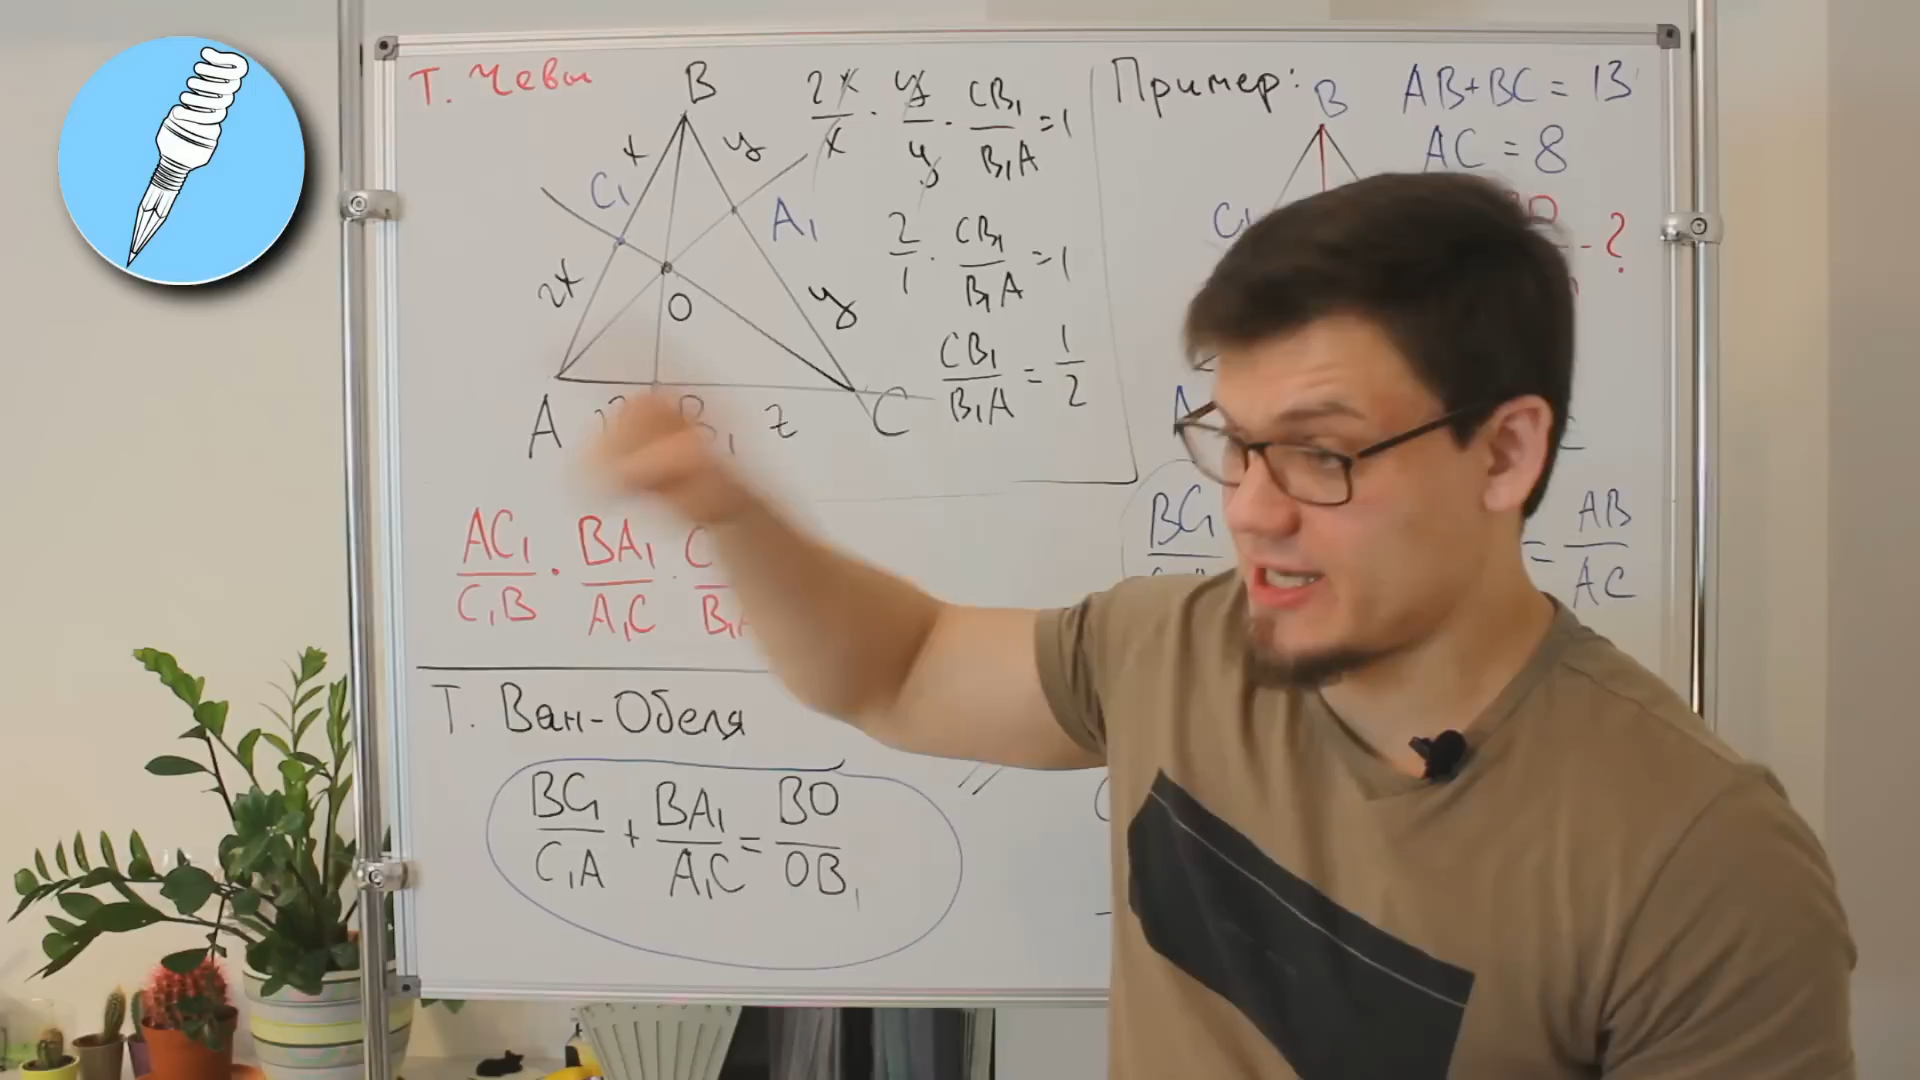 Т. Чевы
B
x
y
C₁
A₁
2x
O
y
A
B₁
z
C
2x/x · y/y · CB₁/B₁A = 1
2/1 · CB₁/B₁A = 1
CB₁/B₁A = 1/2
AC₁/C₁B · BA₁/A₁C ·
Т. Ван-Обеля
BC₁/C₁A + BA₁/A₁C = BO/OB₁
Пример:
B
AB+BC = 13
AC = 8
- ?
C₁
BC₁
= AB/AC